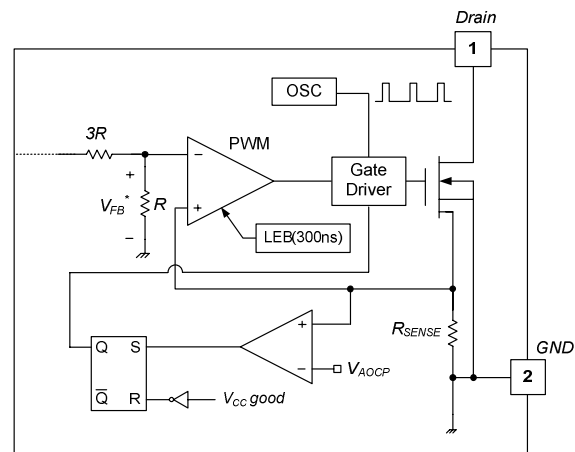 Drain
1
OSC
3R
PWM
−
Gate
Driver
+
V_FB*
R
−
+
LEB(300ns)
+
R_SENSE
GND
Q
S
−
V_AOCP
2
Q̅
R
V_CC good